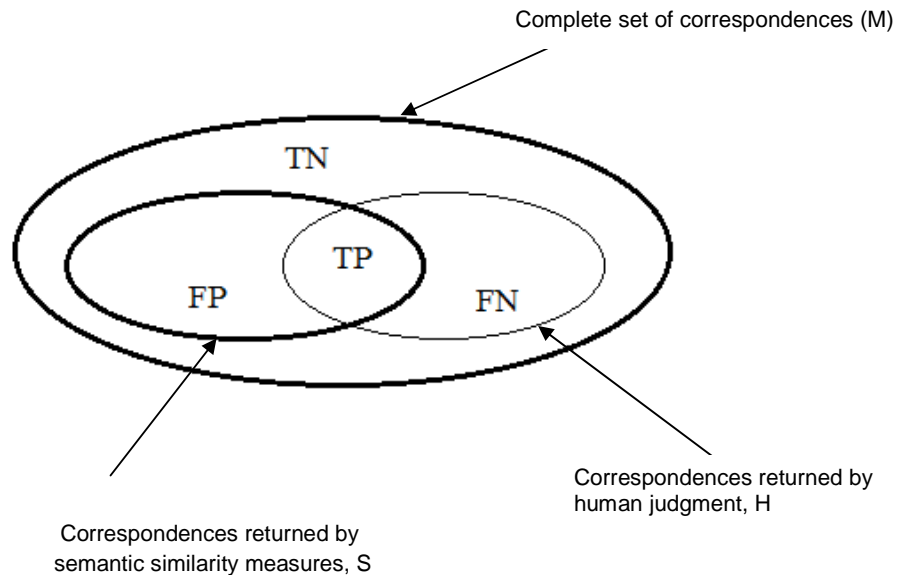 Complete set of correspondences (M)
TN
TP
FP
FN
Correspondences returned by
human judgment, H
Correspondences returned by
semantic similarity measures, S